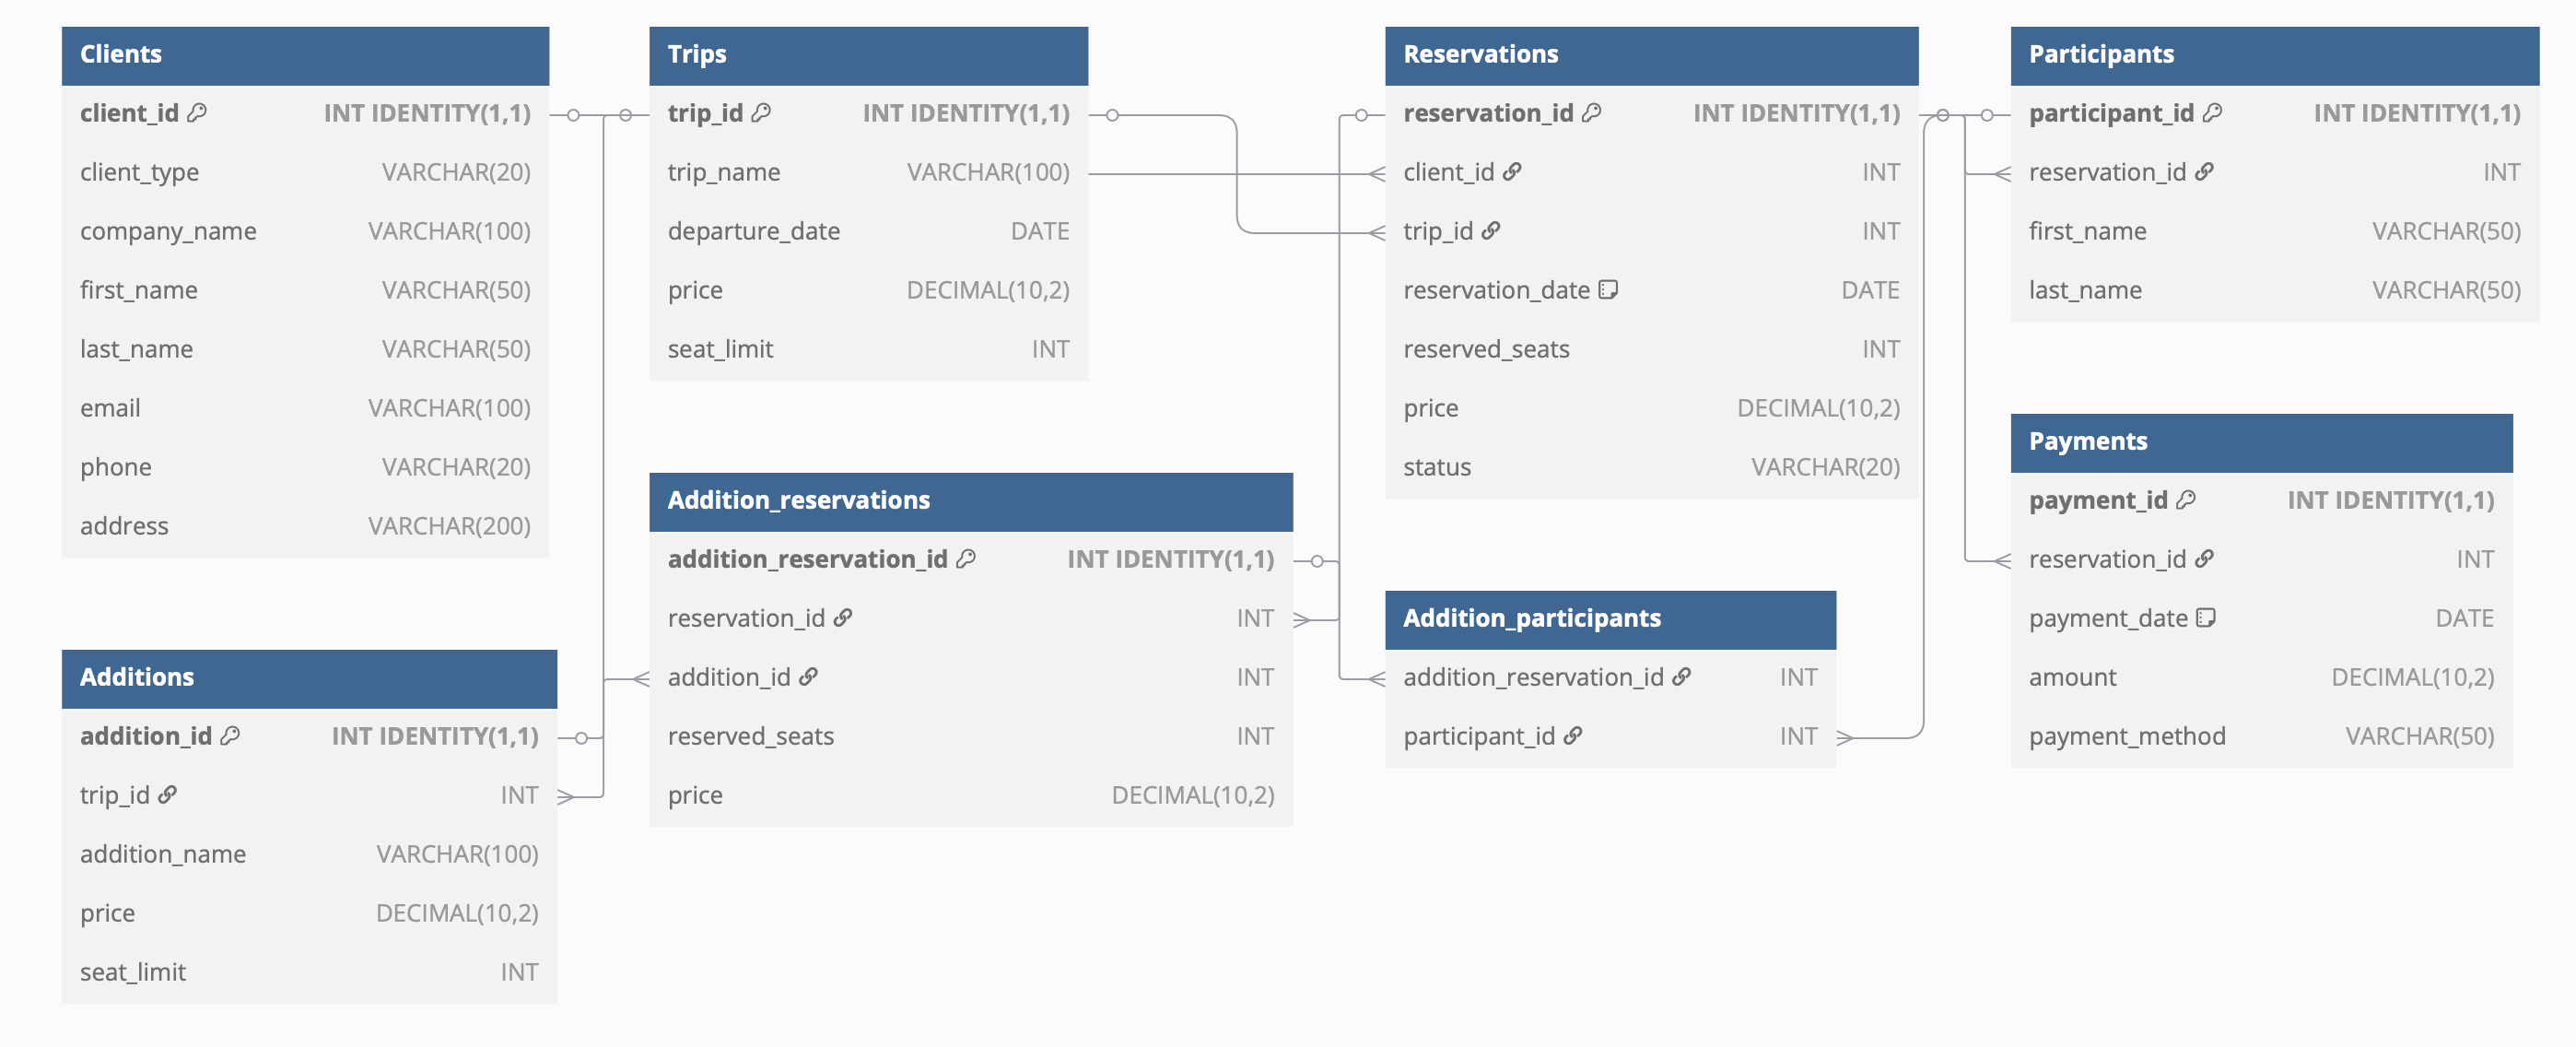 Clients
client_id INT IDENTITY(1,1)
client_type VARCHAR(20)
company_name VARCHAR(100)
first_name VARCHAR(50)
last_name VARCHAR(50)
email VARCHAR(100)
phone VARCHAR(20)
address VARCHAR(200)
Trips
trip_id INT IDENTITY(1,1)
trip_name VARCHAR(100)
departure_date DATE
price DECIMAL(10,2)
seat_limit INT
Reservations
reservation_id INT IDENTITY(1,1)
client_id INT
trip_id INT
reservation_date DATE
reserved_seats INT
price DECIMAL(10,2)
status VARCHAR(20)
Participants
participant_id INT IDENTITY(1,1)
reservation_id INT
first_name VARCHAR(50)
last_name VARCHAR(50)
Payments
payment_id INT IDENTITY(1,1)
reservation_id INT
payment_date DATE
amount DECIMAL(10,2)
payment_method VARCHAR(50)
Addition_reservations
addition_reservation_id INT IDENTITY(1,1)
reservation_id INT
addition_id INT
reserved_seats INT
price DECIMAL(10,2)
Addition_participants
addition_reservation_id INT
participant_id INT
Additions
addition_id INT IDENTITY(1,1)
trip_id INT
addition_name VARCHAR(100)
price DECIMAL(10,2)
seat_limit INT